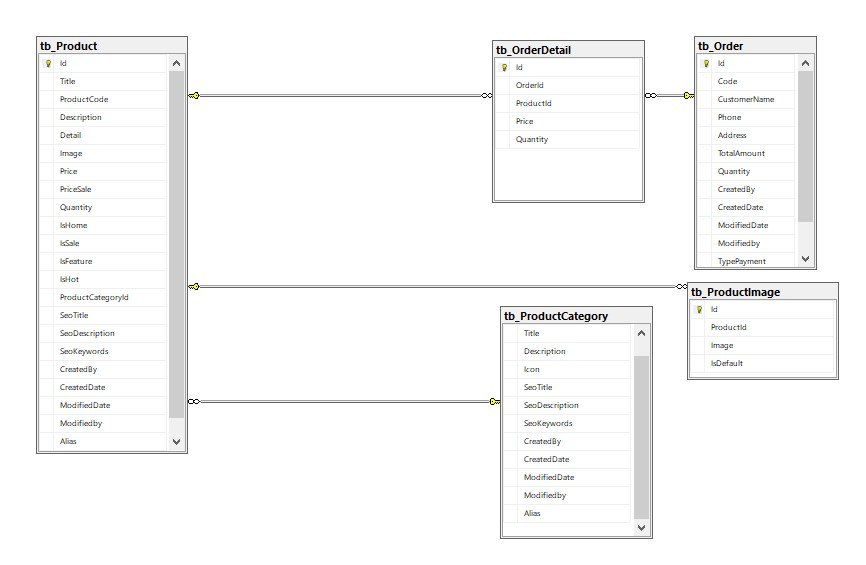 tb_Product
Id
Title
ProductCode
Description
Detail
Image
Price
PriceSale
Quantity
IsHome
IsSale
IsFeature
IsHot
ProductCategoryId
SeoTitle
SeoDescription
SeoKeywords
CreatedBy
CreatedDate
ModifiedDate
Modifiedby
Alias
tb_OrderDetail
Id
OrderId
ProductId
Price
Quantity
tb_Order
Id
Code
CustomerName
Phone
Address
TotalAmount
Quantity
CreatedBy
CreatedDate
ModifiedDate
Modifiedby
TypePayment
tb_ProductImage
Id
ProductId
Image
IsDefault
tb_ProductCategory
Title
Description
Icon
SeoTitle
SeoDescription
SeoKeywords
CreatedBy
CreatedDate
ModifiedDate
Modifiedby
Alias